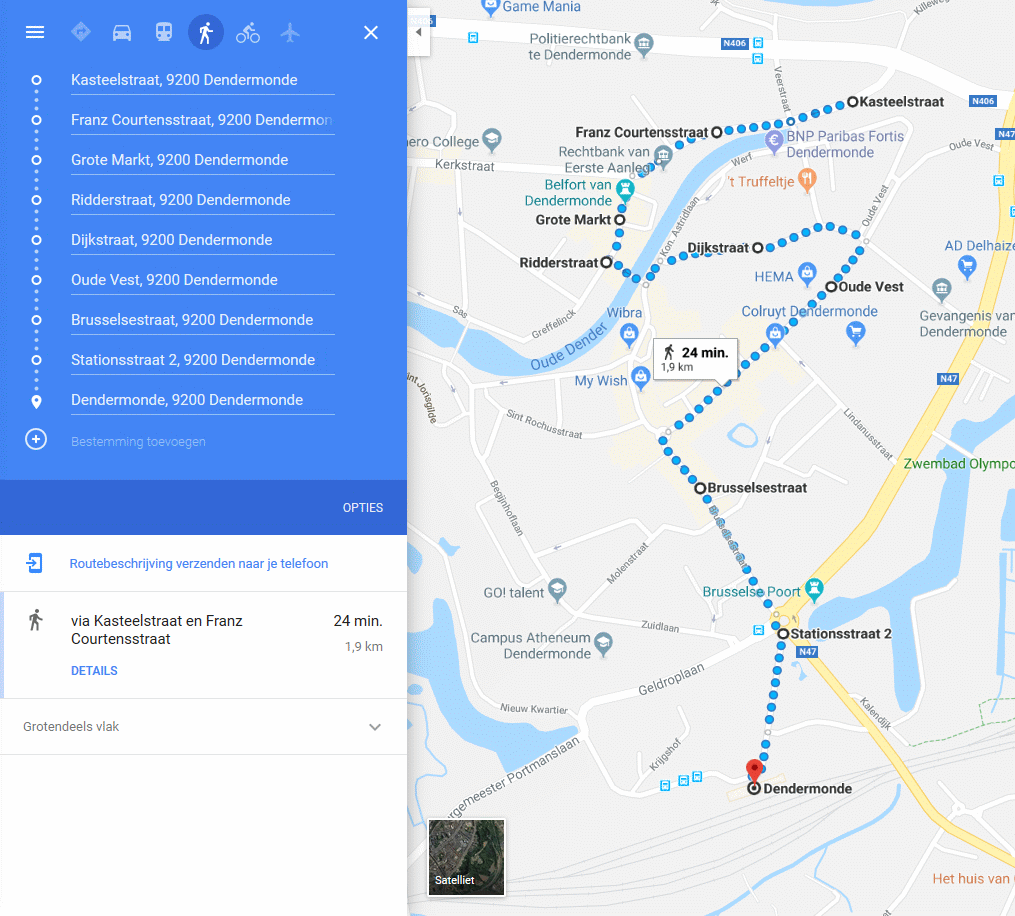 Kasteelstraat, 9200 Dendermonde
Franz Courtensstraat, 9200 Dendermon
Grote Markt, 9200 Dendermonde
Ridderstraat, 9200 Dendermonde
Dijkstraat, 9200 Dendermonde
Oude Vest, 9200 Dendermonde
Brusselsestraat, 9200 Dendermonde
Stationsstraat 2, 9200 Dendermonde
Dendermonde, 9200 Dendermonde
Bestemming toevoegen
OPTIES
Routebeschrijving verzenden naar je telefoon
via Kasteelstraat en Franz
Courtensstraat
24 min.
1,9 km
DETAILS
Grotendeels vlak
Game Mania
Killeweg
Politierechtbank
te Dendermonde
N406
Veerstraat
Kasteelstraat
N406
Franz Courtensstraat
N47
ero College
Kerkstraat
Rechtbank van
Eerste Aanleg
BNP Paribas Fortis
Dendermonde
Werf
Oude Vest
Belfort van
Dendermonde
't Truffeltje
Grote Markt
Kon. Astridlaan
Oude Vest
Dijkstraat
AD Delhaize
Ridderstraat
HEMA
Oude Vest
Sas
Greffelinck
Wibra
Colruyt Dendermonde
Gevangenis van
Dendermonde
Oude Dender
24 min.
1,9 km
My Wish
N47
int Jorisgilde
Sint Rochusstraat
Lindanusstraat
Zwembad Olympo
Brusselsestraat
Begijnhoflaan
Brusselsestraat
Molenstraat
GO! talent
Brusselse Poort
Zuidlaan
Stationsstraat 2
Campus Atheneum
Dendermonde
N47
Geldroplaan
Nieuw Kwartier
Kalendijk
Krijgshof
urgemeester Portmanslaan
Dendermonde
Satelliet
Het huis van